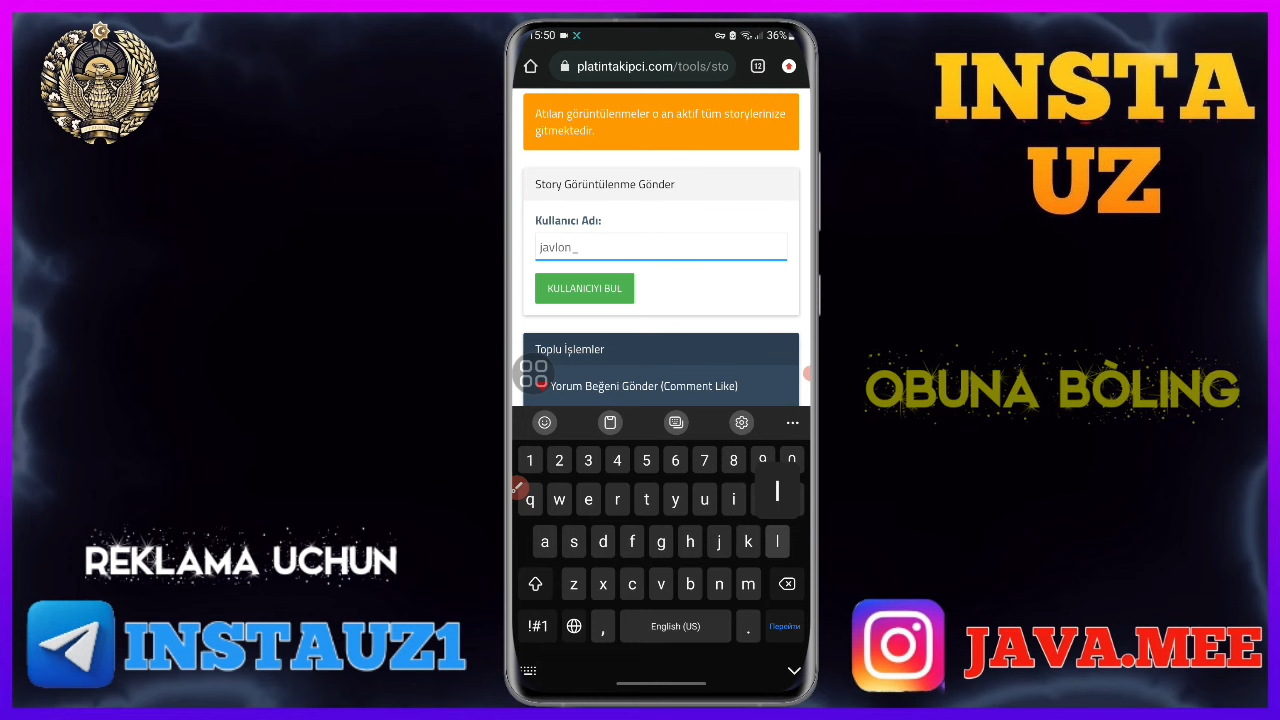 INSTA
UZ
15:50
36%
platintakipci.com/tools/sto
12
Atılan görüntülenmeler o an aktif tüm storylerinize
gitmektedir.
Story Görüntülenme Gönder
Kullanıcı Adı:
javlon_
KULLANICIYI BUL
Toplu İşlemler
Yorum Beğeni Gönder (Comment Like)
OBUNA BÒLING
1 2 3 4 5 6 7 8 9 0
q w e r t y u i l
a s d f g h j k l
z x c v b n m
!#1 , English (US) . Перейти
REKLAMA UCHUN
INSTAUZ1
JAVA.MEE